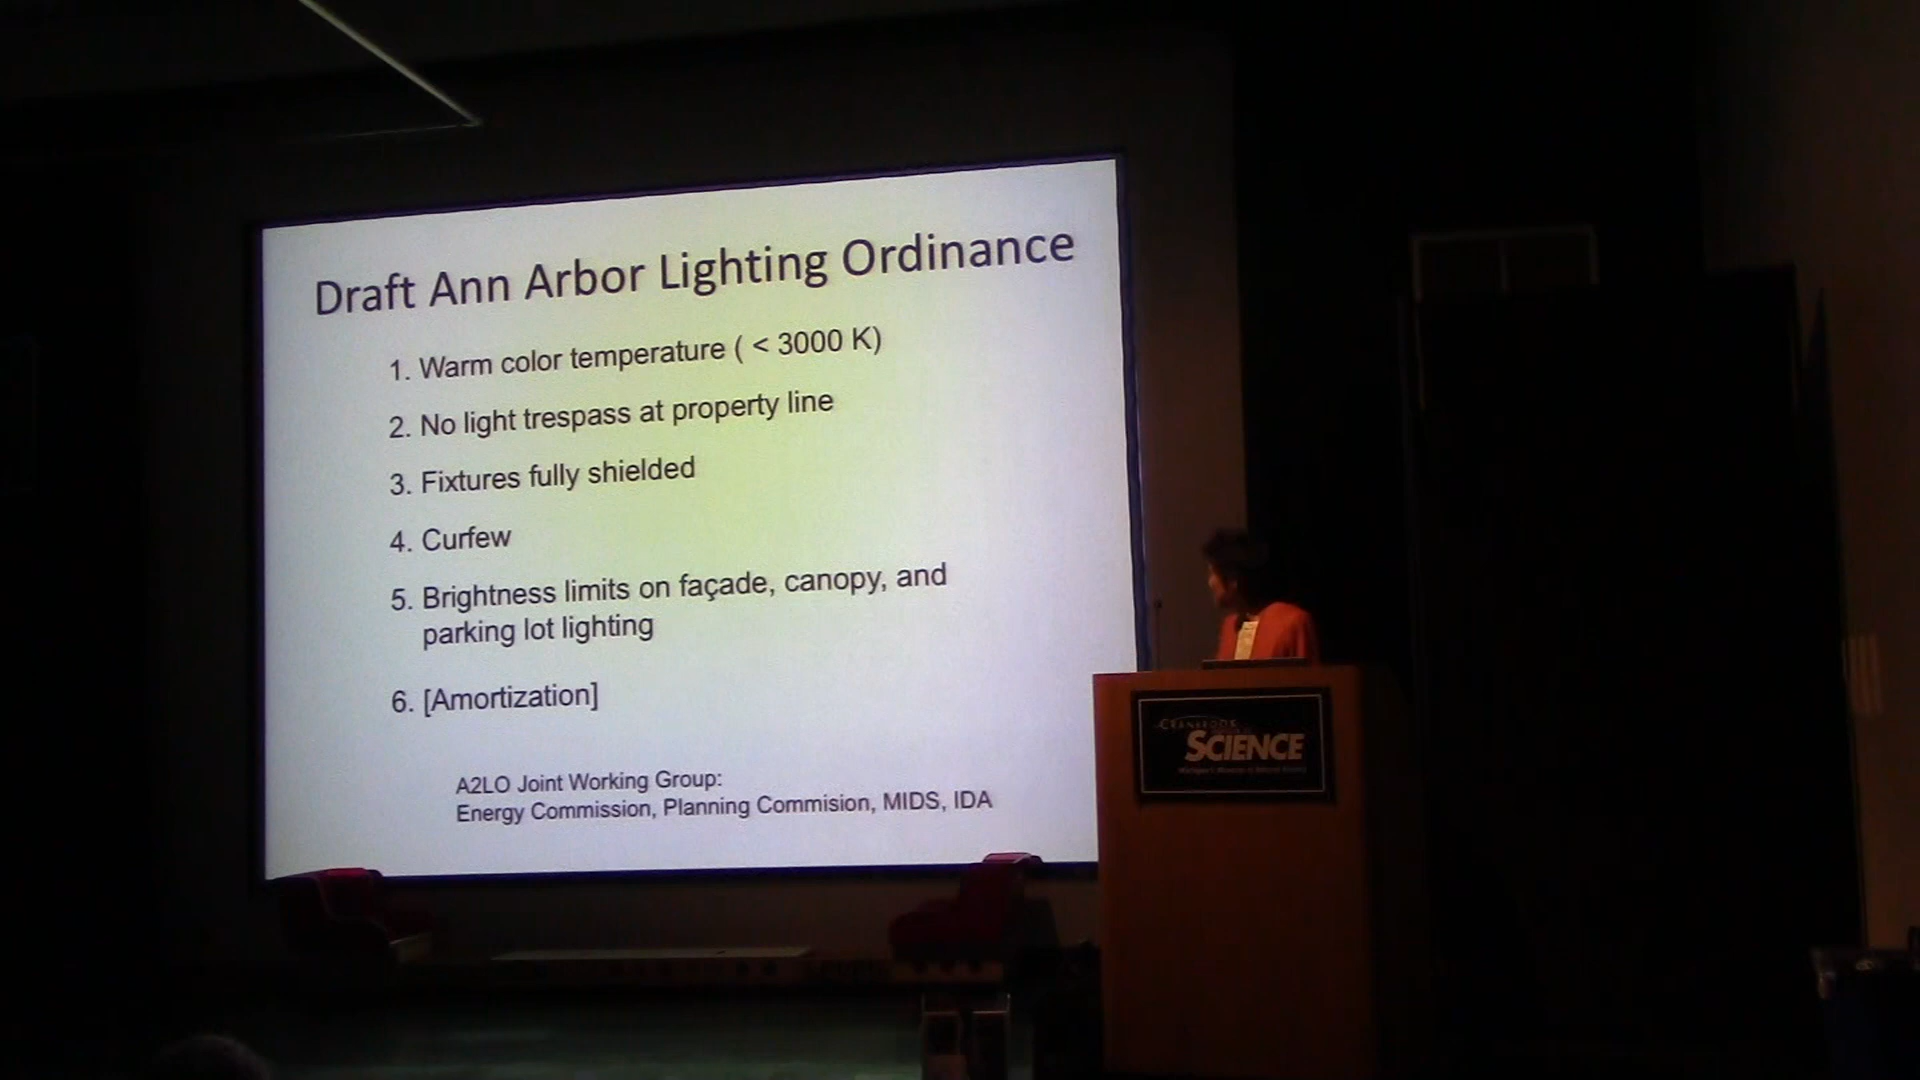 Draft Ann Arbor Lighting Ordinance
1. Warm color temperature ( < 3000 K)
2. No light trespass at property line
3. Fixtures fully shielded
4. Curfew
5. Brightness limits on façade, canopy, and
parking lot lighting
6. [Amortization]
A2LO Joint Working Group:
Energy Commission, Planning Commision, MIDS, IDA
CRANBROOK
SCIENCE